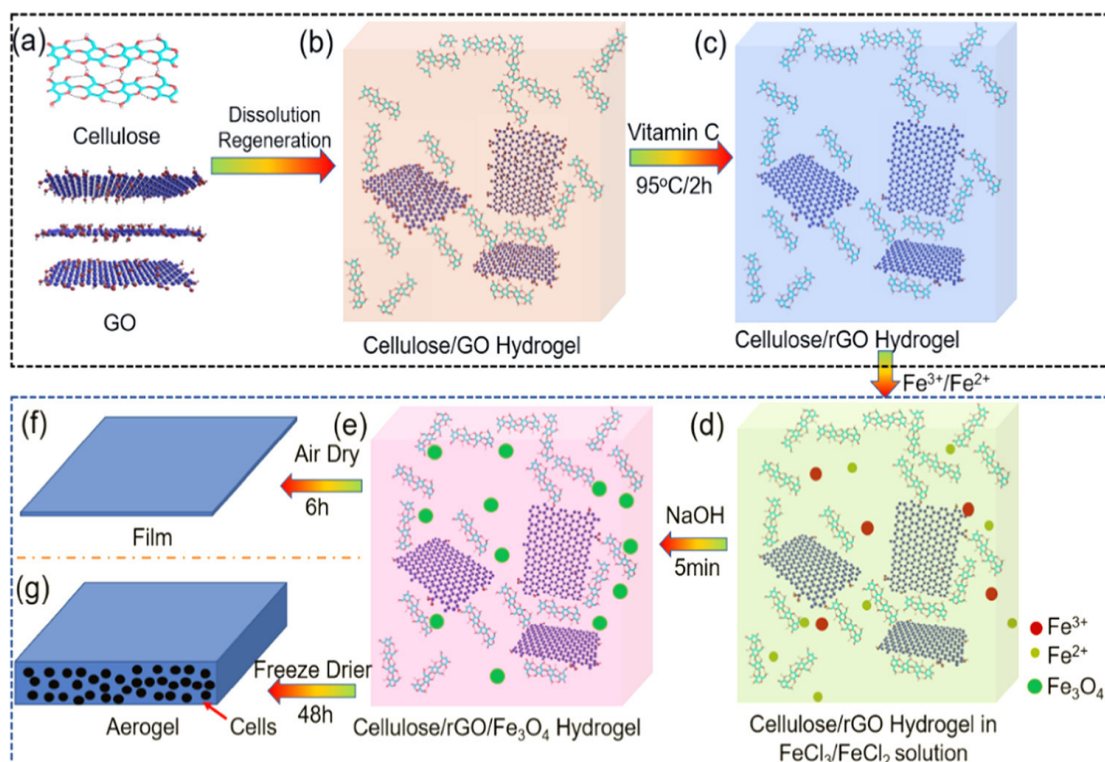 (a)
Cellulose
GO
Dissolution
Regeneration
(b)
Cellulose/GO Hydrogel
Vitamin C
95°C/2h
(c)
Cellulose/rGO Hydrogel
Fe³⁺/Fe²⁺
(d)
Cellulose/rGO Hydrogel in
FeCl₃/FeCl₂ solution
Fe³⁺
Fe²⁺
Fe₃O₄
NaOH
5min
(e)
Cellulose/rGO/Fe₃O₄ Hydrogel
Air Dry
6h
(f)
Film
Freeze Drier
48h
(g)
Aerogel
Cells